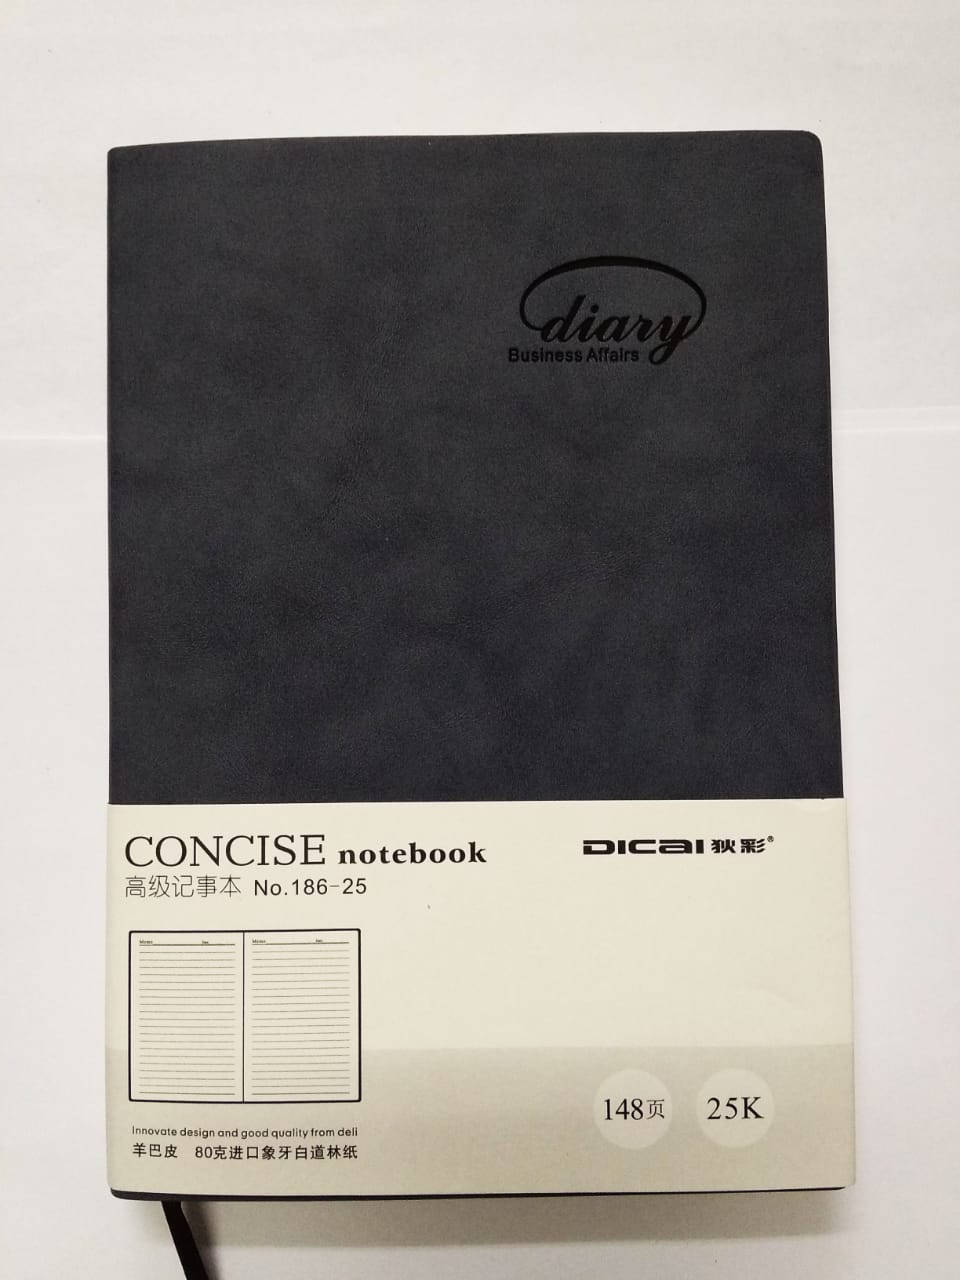 diary
Business Affairs
CONCISE notebook
DICAI 狄彩®
高级记事本 No.186-25
Memo
Memo
148页
25K
Innovate design and good quality from deli
羊巴皮 80克进口象牙白道林纸